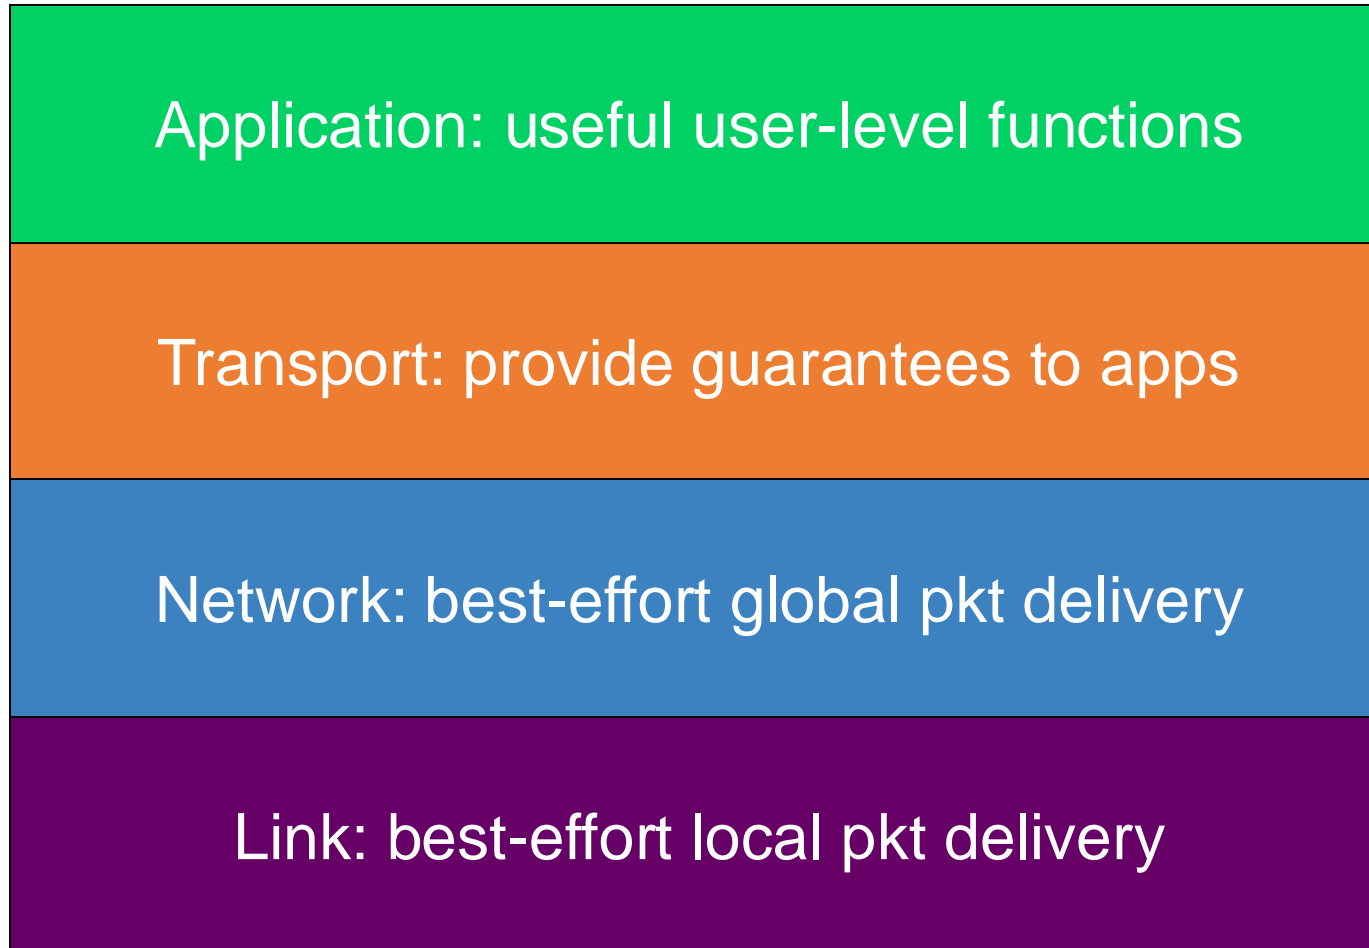 Application: useful user-level functions
Transport: provide guarantees to apps
Network: best-effort global pkt delivery
Link: best-effort local pkt delivery